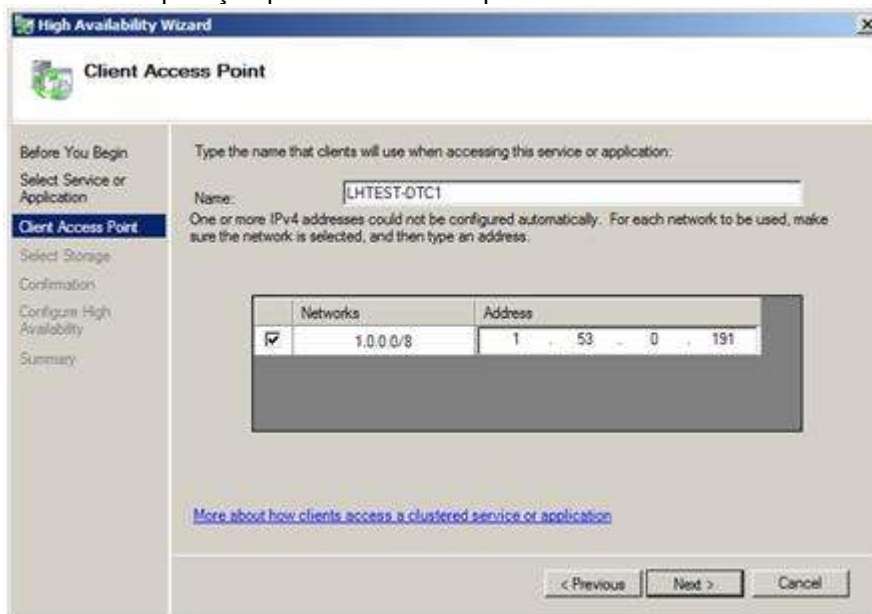 High Availability Wizard
Client Access Point
Before You Begin
Select Service or
Application
Client Access Point
Select Storage
Confirmation
Configure High
Availability
Summary
Type the name that clients will use when accessing this service or application:
Name: LHTEST-DTC1
One or more IPv4 addresses could not be configured automatically. For each network to be used, make
sure the network is selected, and then type an address.
Networks Address
1.0.0.0/8 1 . 53 . 0 . 191
More about how clients access a clustered service or application
< Previous Next > Cancel